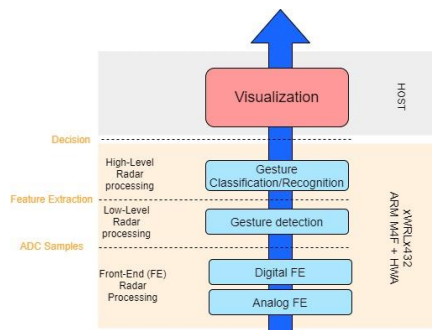 Visualization
HOST
Decision
High-Level
Radar
processing
Gesture
Classification/Recognition
Feature Extraction
Low-Level
Radar
processing
Gesture detection
ADC Samples
Front-End (FE)
Radar
Processing
Digital FE
Analog FE
xWRLx432
ARM M4F + HWA